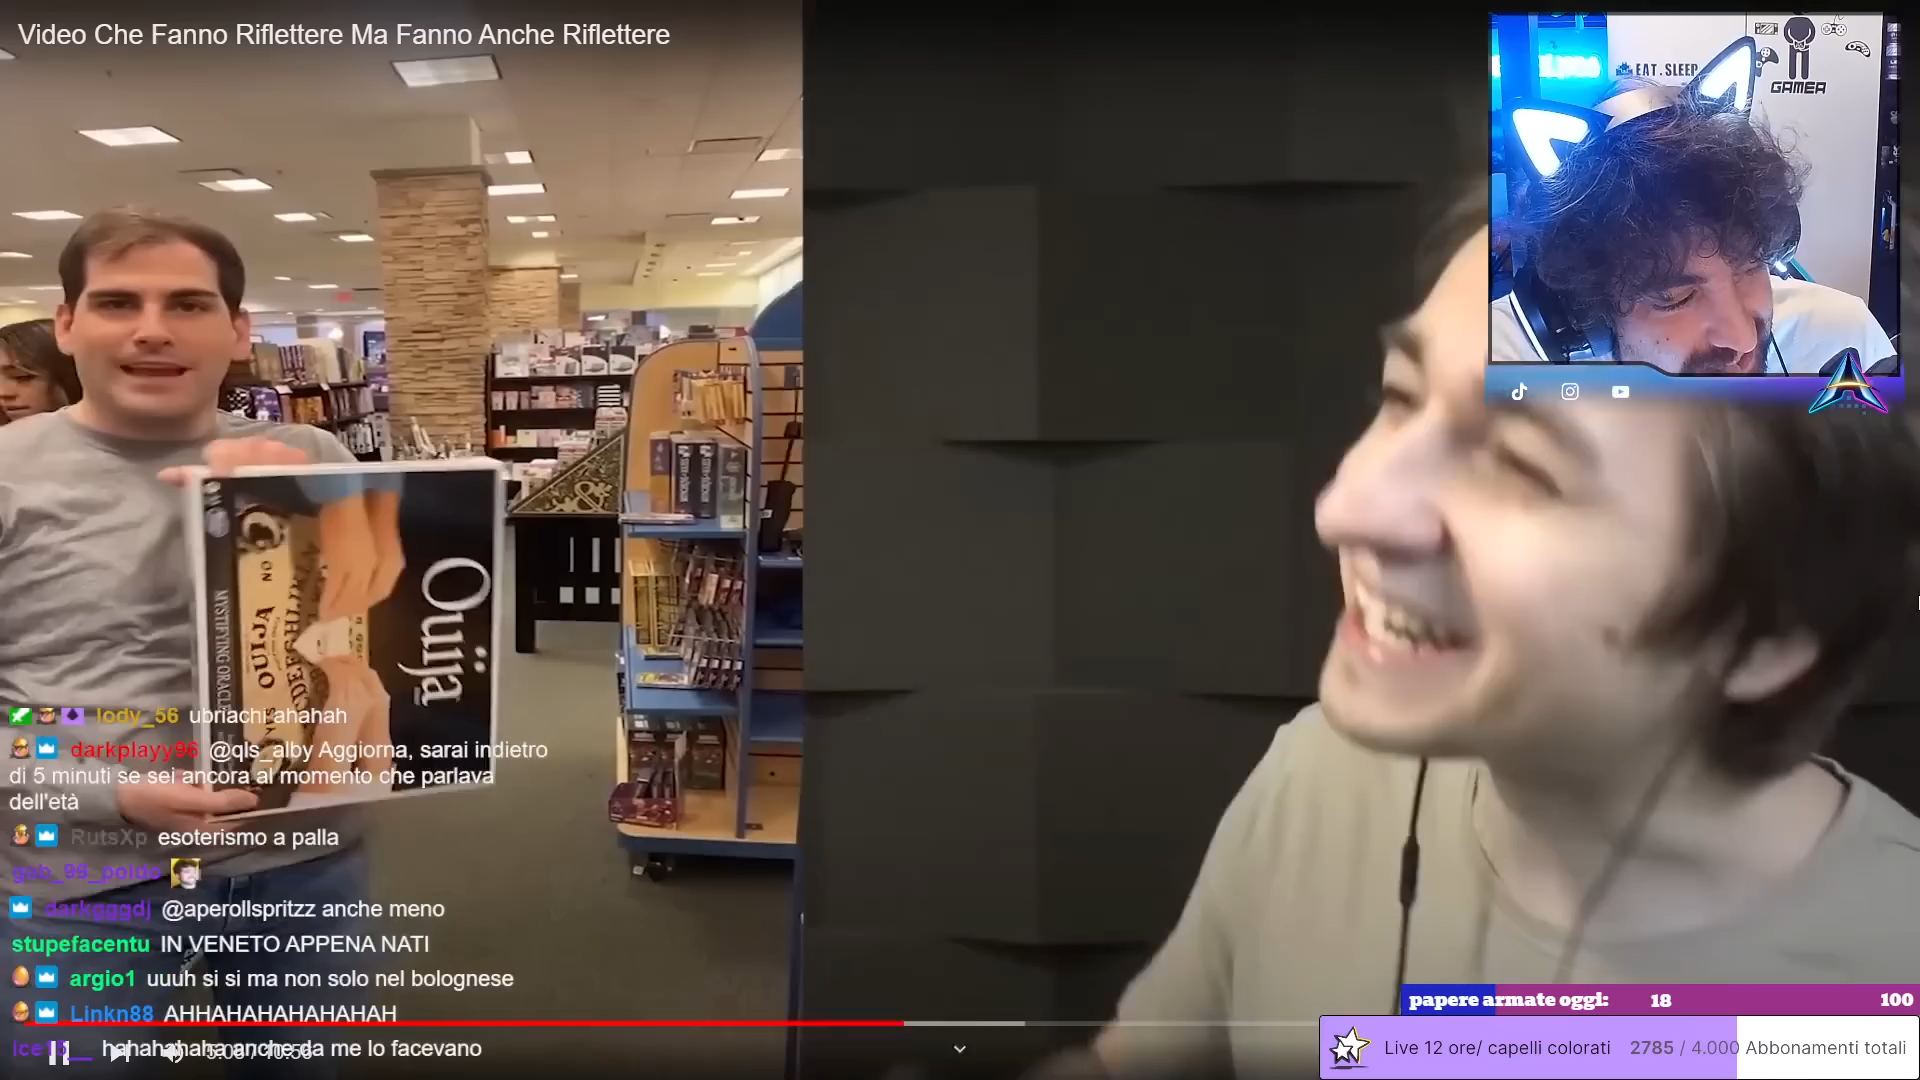 Video Che Fanno Riflettere Ma Fanno Anche Riflettere
EAT.SLEEP
GAMER
Ouija
OUIJA
NO
MYSTIFYING ORACLE
lody_56 ubriachi ahahah
darkplayy96 @qls_alby Aggiorna, sarai indietro
di 5 minuti se sei ancora al momento che parlava
dell'età
RutsXp esoterismo a palla
gab_99_poldo
darkgggdj @aperollspritzz anche meno
stupefacentu IN VENETO APPENA NATI
argio1 uuuh si si ma non solo nel bolognese
Linkn88 AHHAHAHAHAHAHAH
hahahahaha anche da me lo facevano
papere armate oggi: 18 100
Live 12 ore/ capelli colorati 2785 / 4.000 Abbonamenti totali